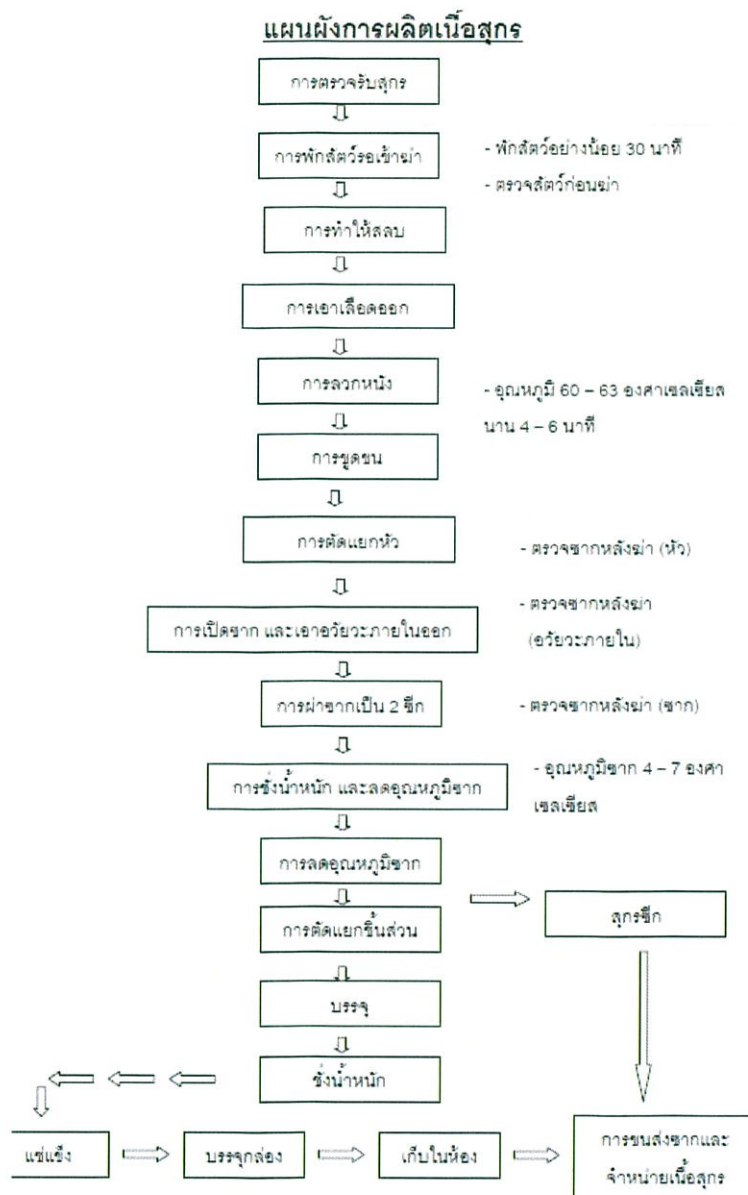 แผนผังการผลิตเนื้อสุกร
การตรวจรับสุกร
การพักสัตว์รอเข้าฆ่า
- พักสัตว์อย่างน้อย 30 นาที
- ตรวจสัตว์ก่อนฆ่า
การทำให้สลบ
การเอาเลือดออก
การลวกหนัง
- อุณหภูมิ 60 – 63 องศาเซลเซียส
นาน 4 – 6 นาที
การขูดขน
การตัดแยกหัว
- ตรวจซากหลังฆ่า (หัว)
การเปิดซาก และเอาอวัยวะภายในออก
- ตรวจซากหลังฆ่า
(อวัยวะภายใน)
การผ่าซากเป็น 2 ซีก
- ตรวจซากหลังฆ่า (ซาก)
การชั่งน้ำหนัก และลดอุณหภูมิซาก
- อุณหภูมิซาก 4 – 7 องศา
เซลเซียส
การลดอุณหภูมิซาก
การตัดแยกชิ้นส่วน
สุกรซีก
บรรจุ
ชั่งน้ำหนัก
แช่แข็ง
บรรจุกล่อง
เก็บในห้อง
การขนส่งซากและ
จำหน่ายเนื้อสุกร